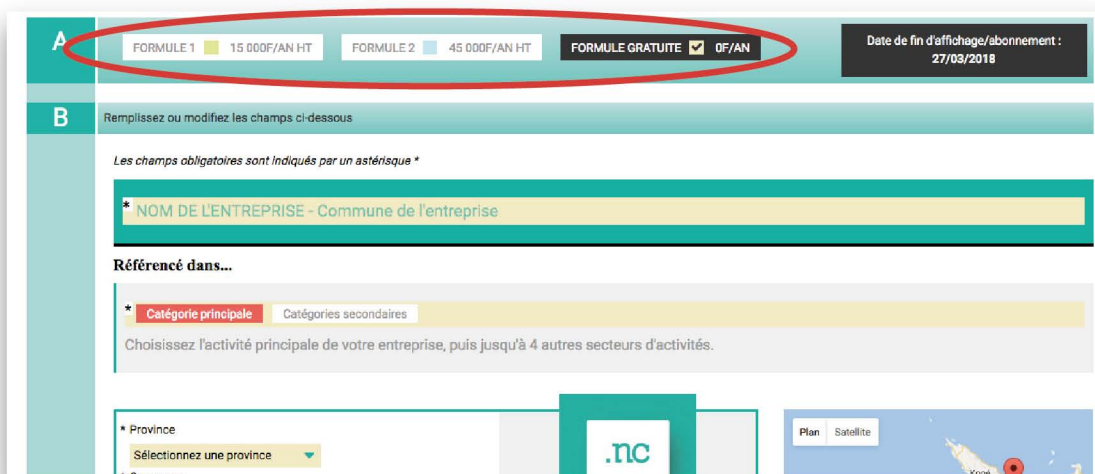 A
FORMULE 1 15 000F/AN HT FORMULE 2 45 000F/AN HT FORMULE GRATUITE 0F/AN
Date de fin d'affichage/abonnement :
27/03/2018
B
Remplissez ou modifiez les champs ci-dessous
Les champs obligatoires sont indiqués par un astérisque *
* NOM DE L'ENTREPRISE - Commune de l'entreprise
Référencé dans...
* Catégorie principale Catégories secondaires
Choisissez l'activité principale de votre entreprise, puis jusqu'à 4 autres secteurs d'activités.
* Province
Sélectionnez une province
.nc
Plan Satellite